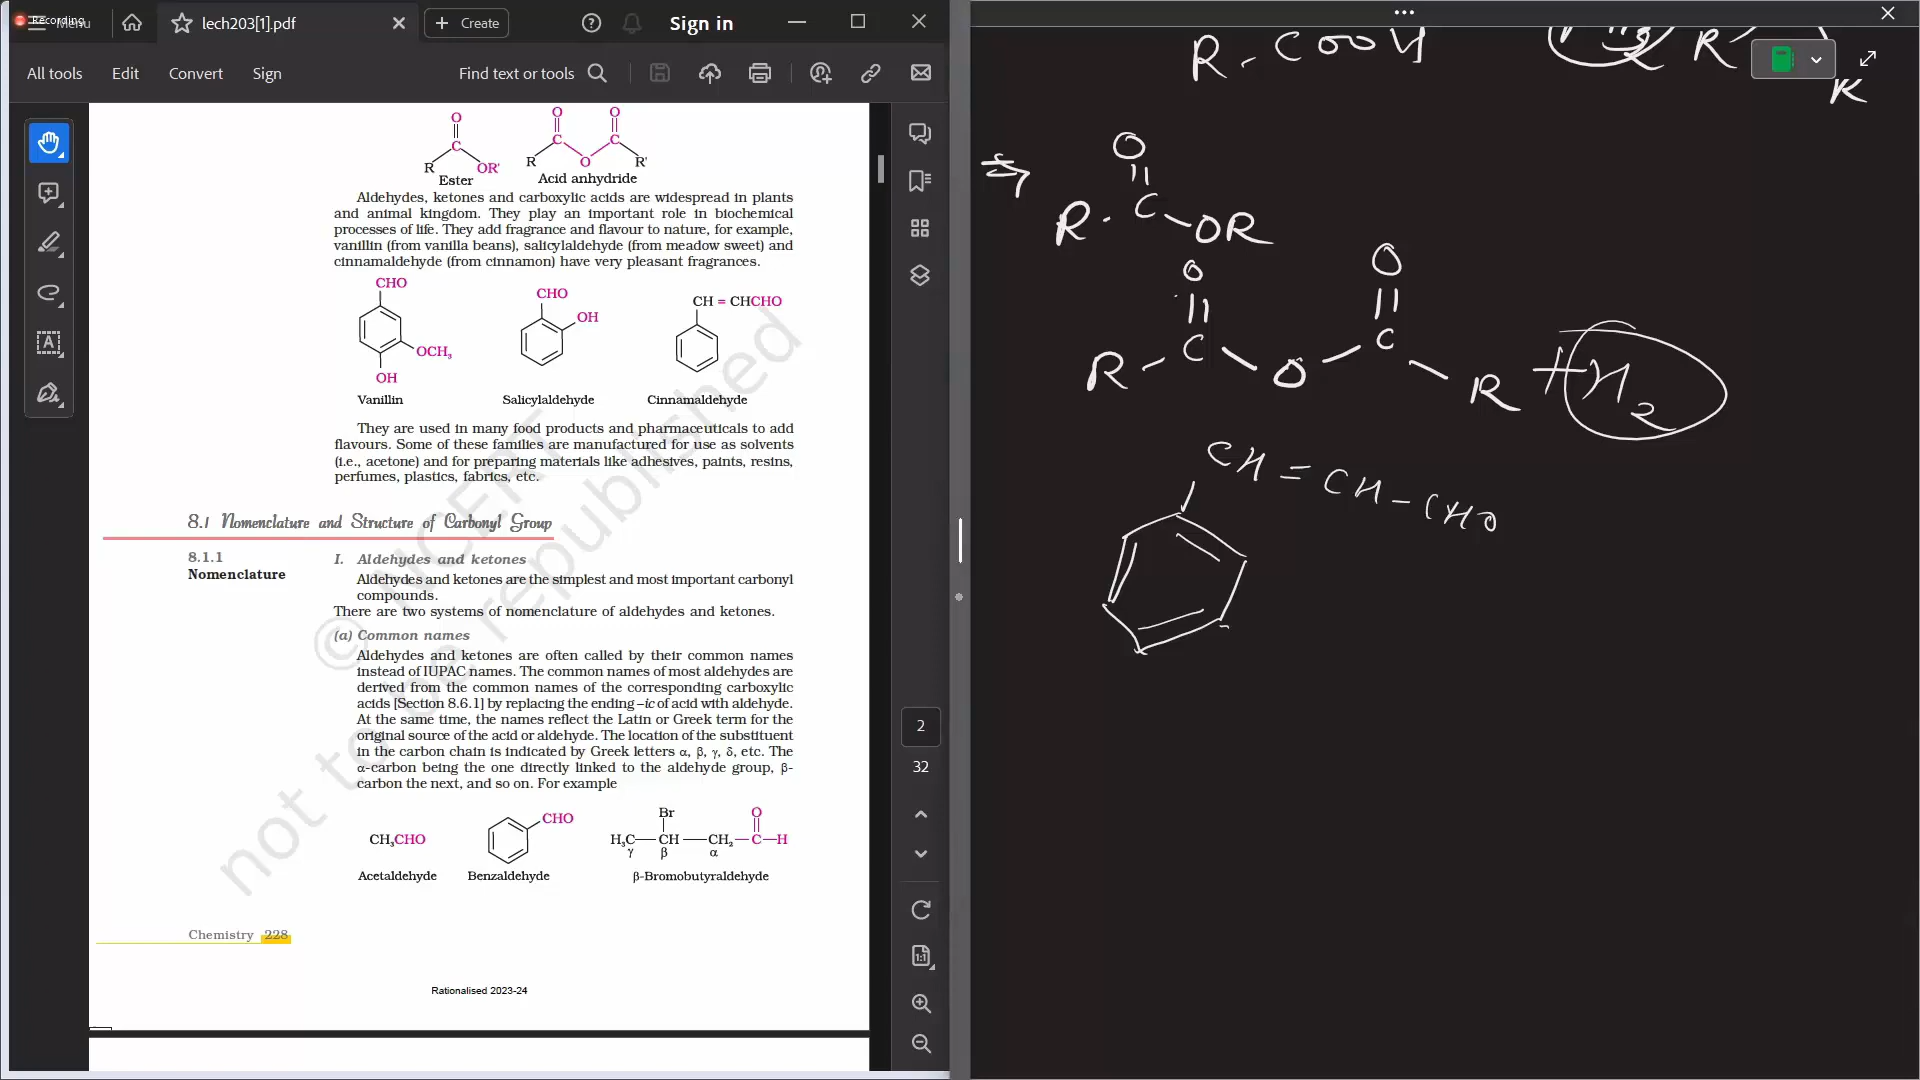 Recording
Menu
lech203[1].pdf
Create
Sign in
All tools
Edit
Convert
Sign
Find text or tools
O
C
R
OR'
Ester
O O
C C
R O R'
Acid anhydride
Aldehydes, ketones and carboxylic acids are widespread in plants
and animal kingdom. They play an important role in biochemical
processes of life. They add fragrance and flavour to nature, for example,
vanillin (from vanilla beans), salicylaldehyde (from meadow sweet) and
cinnamaldehyde (from cinnamon) have very pleasant fragrances.
CHO
OCH₃
OH
Vanillin
CHO
OH
Salicylaldehyde
CH = CHCHO
Cinnamaldehyde
They are used in many food products and pharmaceuticals to add
flavours. Some of these families are manufactured for use as solvents
(i.e., acetone) and for preparing materials like adhesives, paints, resins,
perfumes, plastics, fabrics, etc.
8.1 Nomenclature and Structure of Carbonyl Group
8.1.1
Nomenclature
I. Aldehydes and ketones
Aldehydes and ketones are the simplest and most important carbonyl
compounds.
There are two systems of nomenclature of aldehydes and ketones.
(a) Common names
Aldehydes and ketones are often called by their common names
instead of IUPAC names. The common names of most aldehydes are
derived from the common names of the corresponding carboxylic
acids [Section 8.6.1] by replacing the ending –ic of acid with aldehyde.
At the same time, the names reflect the Latin or Greek term for the
original source of the acid or aldehyde. The location of the substituent
in the carbon chain is indicated by Greek letters α, β, γ, δ, etc. The
α-carbon being the one directly linked to the aldehyde group, β-
carbon the next, and so on. For example
CH₃CHO
Acetaldehyde
CHO
Benzaldehyde
Br O
H₃C—CH—CH₂—C—H
γ β α
β-Bromobutyraldehyde
Chemistry 228
Rationalised 2023-24
© NCERT
not to be republished
2
32
1:1
R - COOH
R
R
O
R - C - OR
O O
R - C - O - C - R + H2
CH = CH - CHO